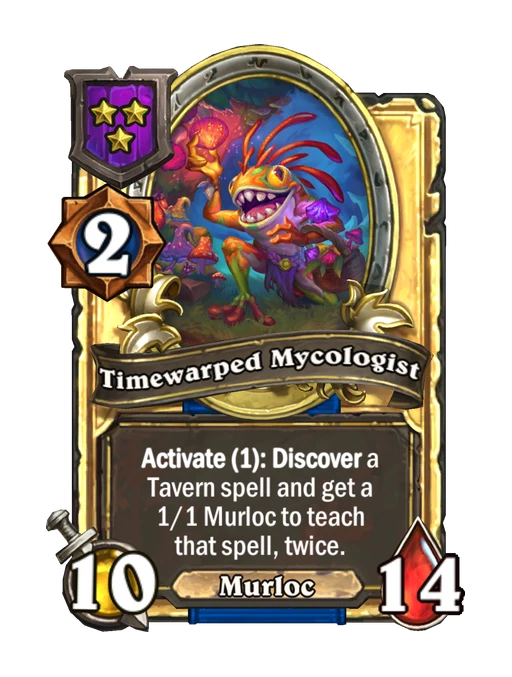 2
Timewarped Mycologist
Activate (1): Discover a
Tavern spell and get a
1/1 Murloc to teach
that spell, twice.
10
Murloc
14